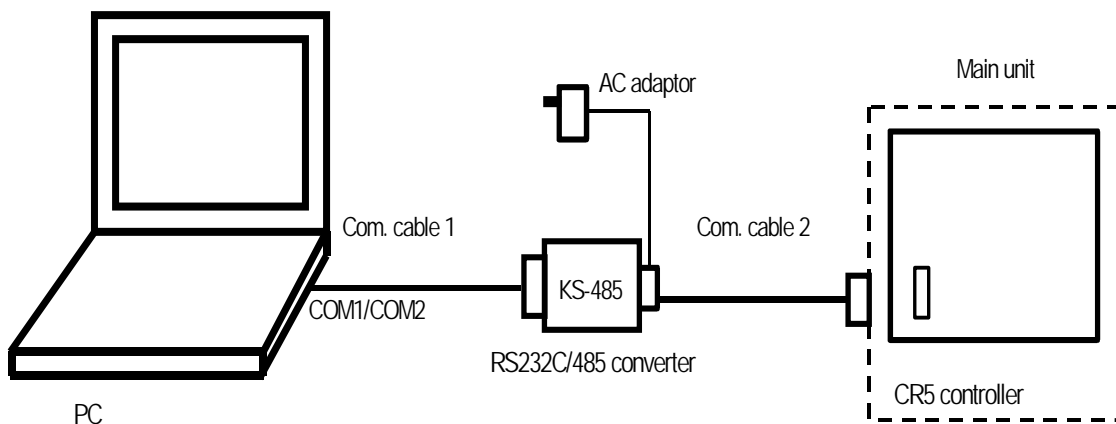 Main unit
AC adaptor
Com. cable 1
Com. cable 2
KS-485
COM1/COM2
RS232C/485 converter
CR5 controller
PC